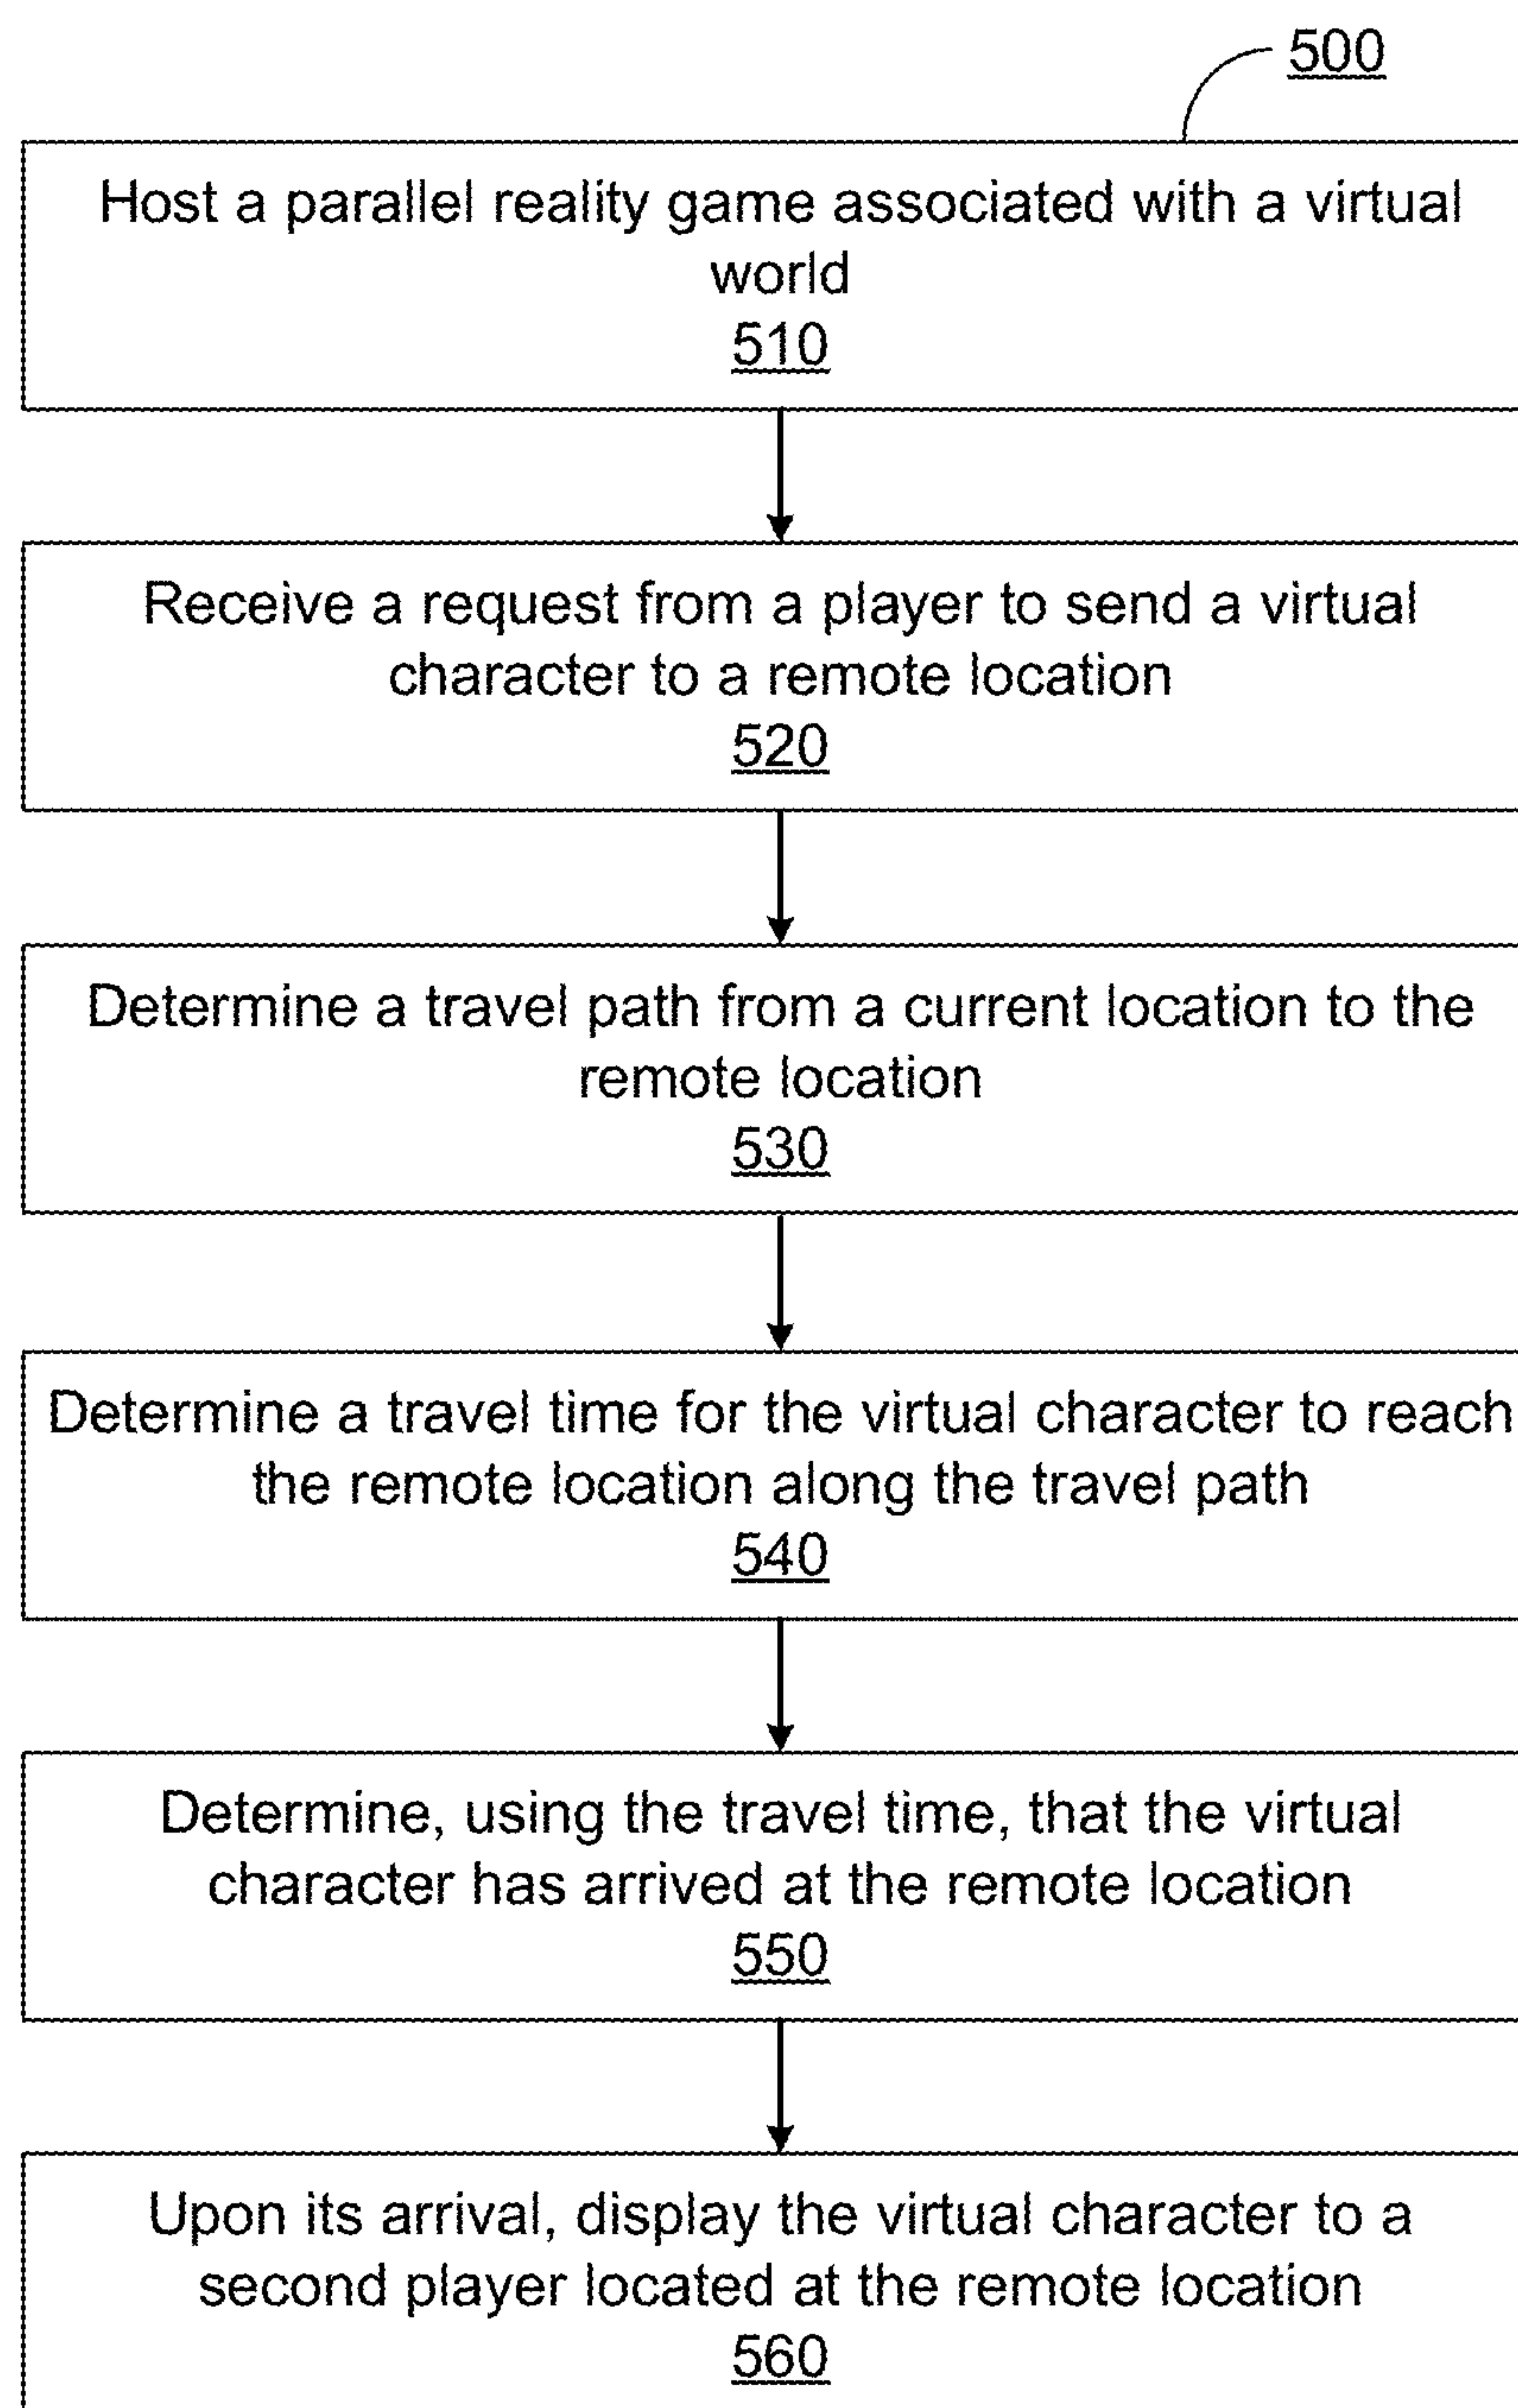 500
Host a parallel reality game associated with a virtual
world
510
Receive a request from a player to send a virtual
character to a remote location
520
Determine a travel path from a current location to the
remote location
530
Determine a travel time for the virtual character to reach
the remote location along the travel path
540
Determine, using the travel time, that the virtual
character has arrived at the remote location
550
Upon its arrival, display the virtual character to a
second player located at the remote location
560